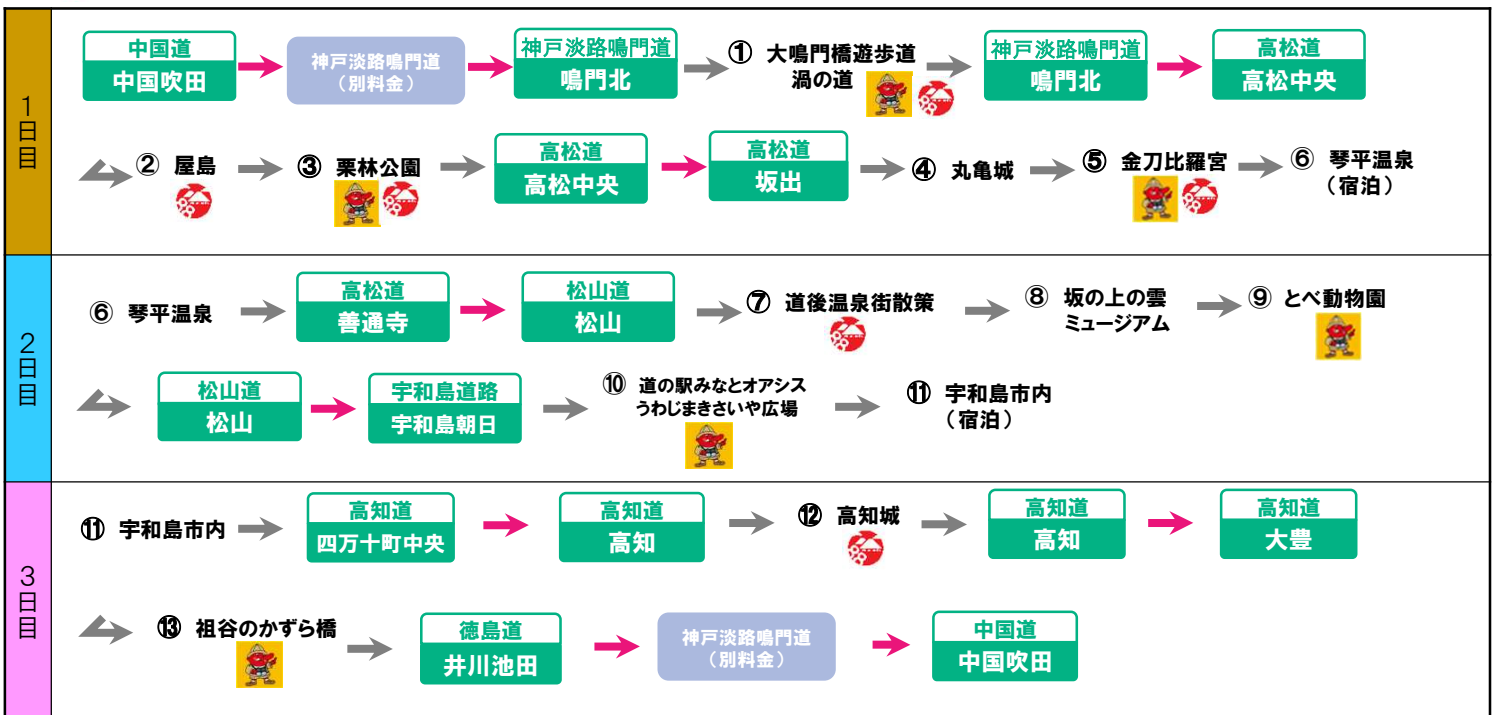 1日目
中国道
中国吹田
神戸淡路鳴門道
（別料金）
神戸淡路鳴門道
鳴門北
① 大鳴門橋遊歩道
渦の道
神戸淡路鳴門道
鳴門北
高松道
高松中央
② 屋島
③ 栗林公園
高松道
高松中央
高松道
坂出
④ 丸亀城
⑤ 金刀比羅宮
⑥ 琴平温泉
（宿泊）
2日目
⑥ 琴平温泉
高松道
善通寺
松山道
松山
⑦ 道後温泉街散策
⑧ 坂の上の雲
ミュージアム
⑨ とべ動物園
松山道
松山
宇和島道路
宇和島朝日
⑩ 道の駅みなとオアシス
うわじまきさいや広場
⑪ 宇和島市内
（宿泊）
3日目
⑪ 宇和島市内
高知道
四万十町中央
高知道
高知
⑫ 高知城
高知道
高知
高知道
大豊
⑬ 祖谷のかずら橋
徳島道
井川池田
神戸淡路鳴門道
（別料金）
中国道
中国吹田